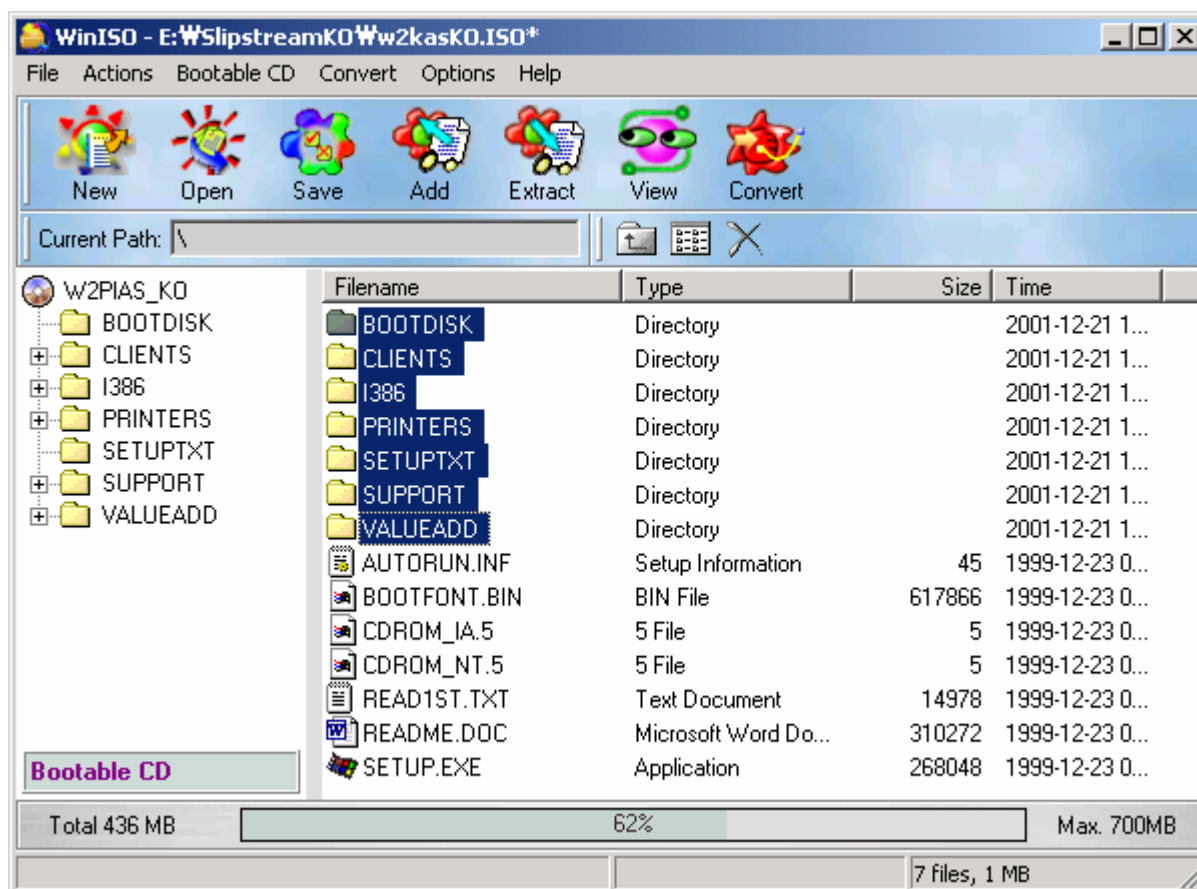 WinISO - E:₩SlipstreamKO₩w2kasKO.ISO*
File Actions Bootable CD Convert Options Help
New Open Save Add Extract View Convert
Current Path: \
W2PIAS_KO
BOOTDISK
CLIENTS
I386
PRINTERS
SETUPTXT
SUPPORT
VALUEADD
Bootable CD
Filename Type Size Time
BOOTDISK Directory 2001-12-21 1...
CLIENTS Directory 2001-12-21 1...
I386 Directory 2001-12-21 1...
PRINTERS Directory 2001-12-21 1...
SETUPTXT Directory 2001-12-21 1...
SUPPORT Directory 2001-12-21 1...
VALUEADD Directory 2001-12-21 1...
AUTORUN.INF Setup Information 45 1999-12-23 0...
BOOTFONT.BIN BIN File 617866 1999-12-23 0...
CDROM_IA.5 5 File 5 1999-12-23 0...
CDROM_NT.5 5 File 5 1999-12-23 0...
READ1ST.TXT Text Document 14978 1999-12-23 0...
README.DOC Microsoft Word Do... 310272 1999-12-23 0...
SETUP.EXE Application 268048 1999-12-23 0...
Total 436 MB 62% Max. 700MB
7 files, 1 MB